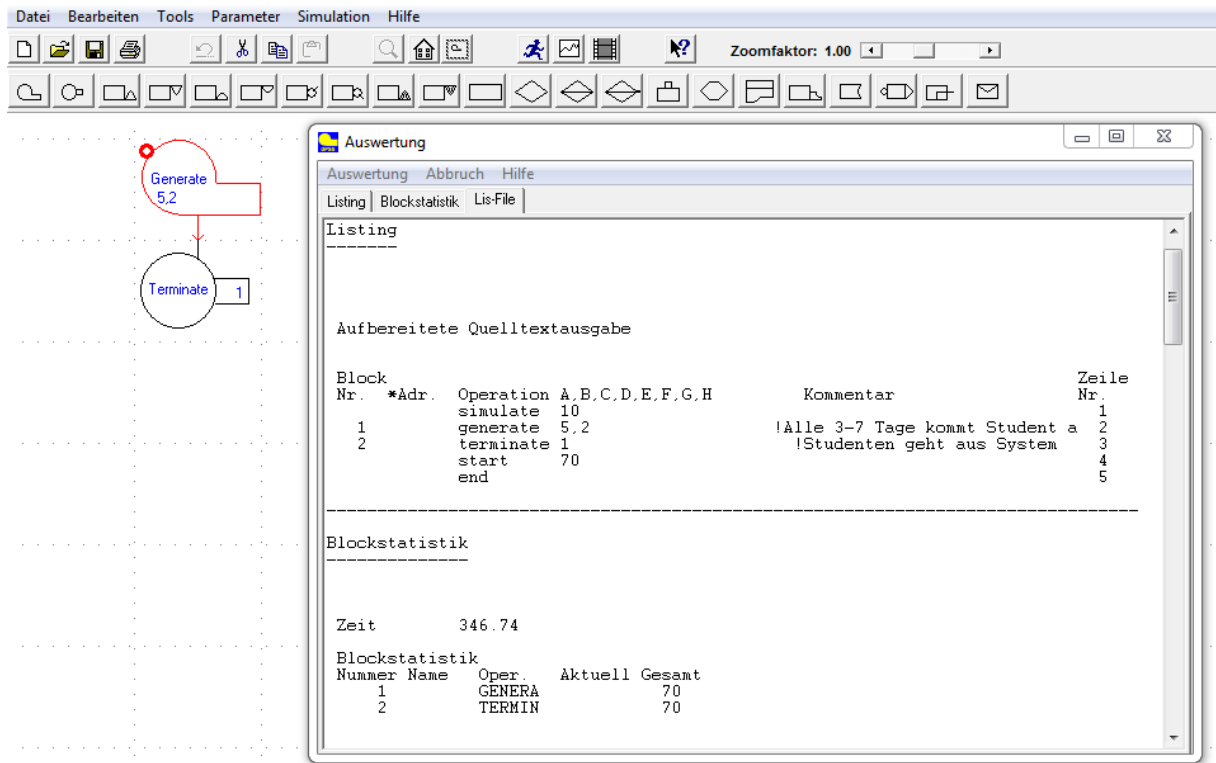 Datei Bearbeiten Tools Parameter Simulation Hilfe
Zoomfaktor: 1.00
Generate
5,2
Terminate 1
Auswertung
Auswertung Abbruch Hilfe
Listing Blockstatistik Lis-File
Listing
-------
Aufbereitete Quelltextausgabe
Block Zeile
Nr. *Adr. Operation A,B,C,D,E,F,G,H Kommentar Nr.
simulate 10 1
1 generate 5,2 !Alle 3-7 Tage kommt Student a 2
2 terminate 1 !Studenten geht aus System 3
start 70 4
end 5
--------------------------------------------------------------------------------
Blockstatistik
--------------
Zeit 346.74
Blockstatistik
Nummer Name Oper. Aktuell Gesamt
1 GENERA 70
2 TERMIN 70